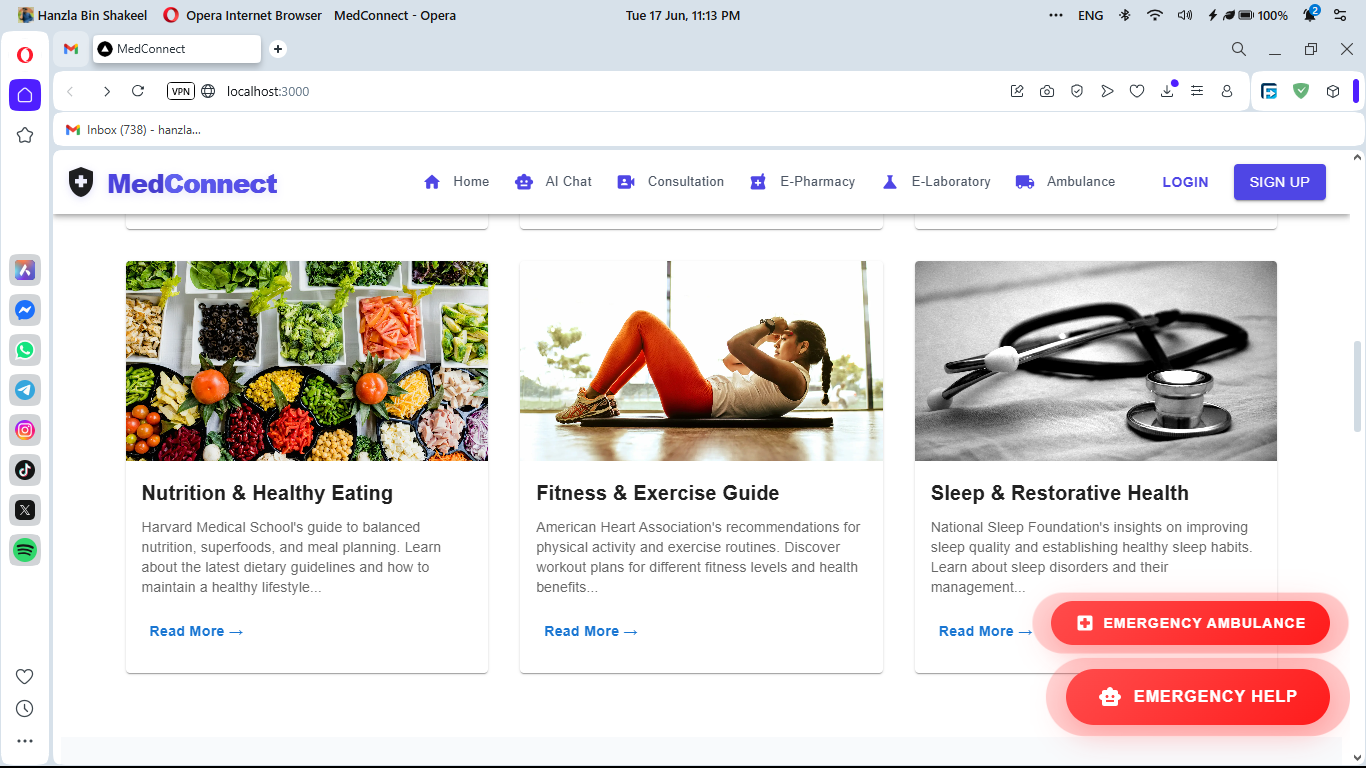 Hanzla Bin Shakeel Opera Internet Browser MedConnect - Opera Tue 17 Jun, 11:13 PM ENG 100% 2
MedConnect
VPN localhost:3000
Inbox (738) - hanzla...
MedConnect Home AI Chat Consultation E-Pharmacy E-Laboratory Ambulance LOGIN SIGN UP
Nutrition & Healthy Eating
Harvard Medical School's guide to balanced
nutrition, superfoods, and meal planning. Learn
about the latest dietary guidelines and how to
maintain a healthy lifestyle...
Read More →
Fitness & Exercise Guide
American Heart Association's recommendations for
physical activity and exercise routines. Discover
workout plans for different fitness levels and health
benefits...
Read More →
Sleep & Restorative Health
National Sleep Foundation's insights on improving
sleep quality and establishing healthy sleep habits.
Learn about sleep disorders and their
management...
Read More →
EMERGENCY AMBULANCE
EMERGENCY HELP